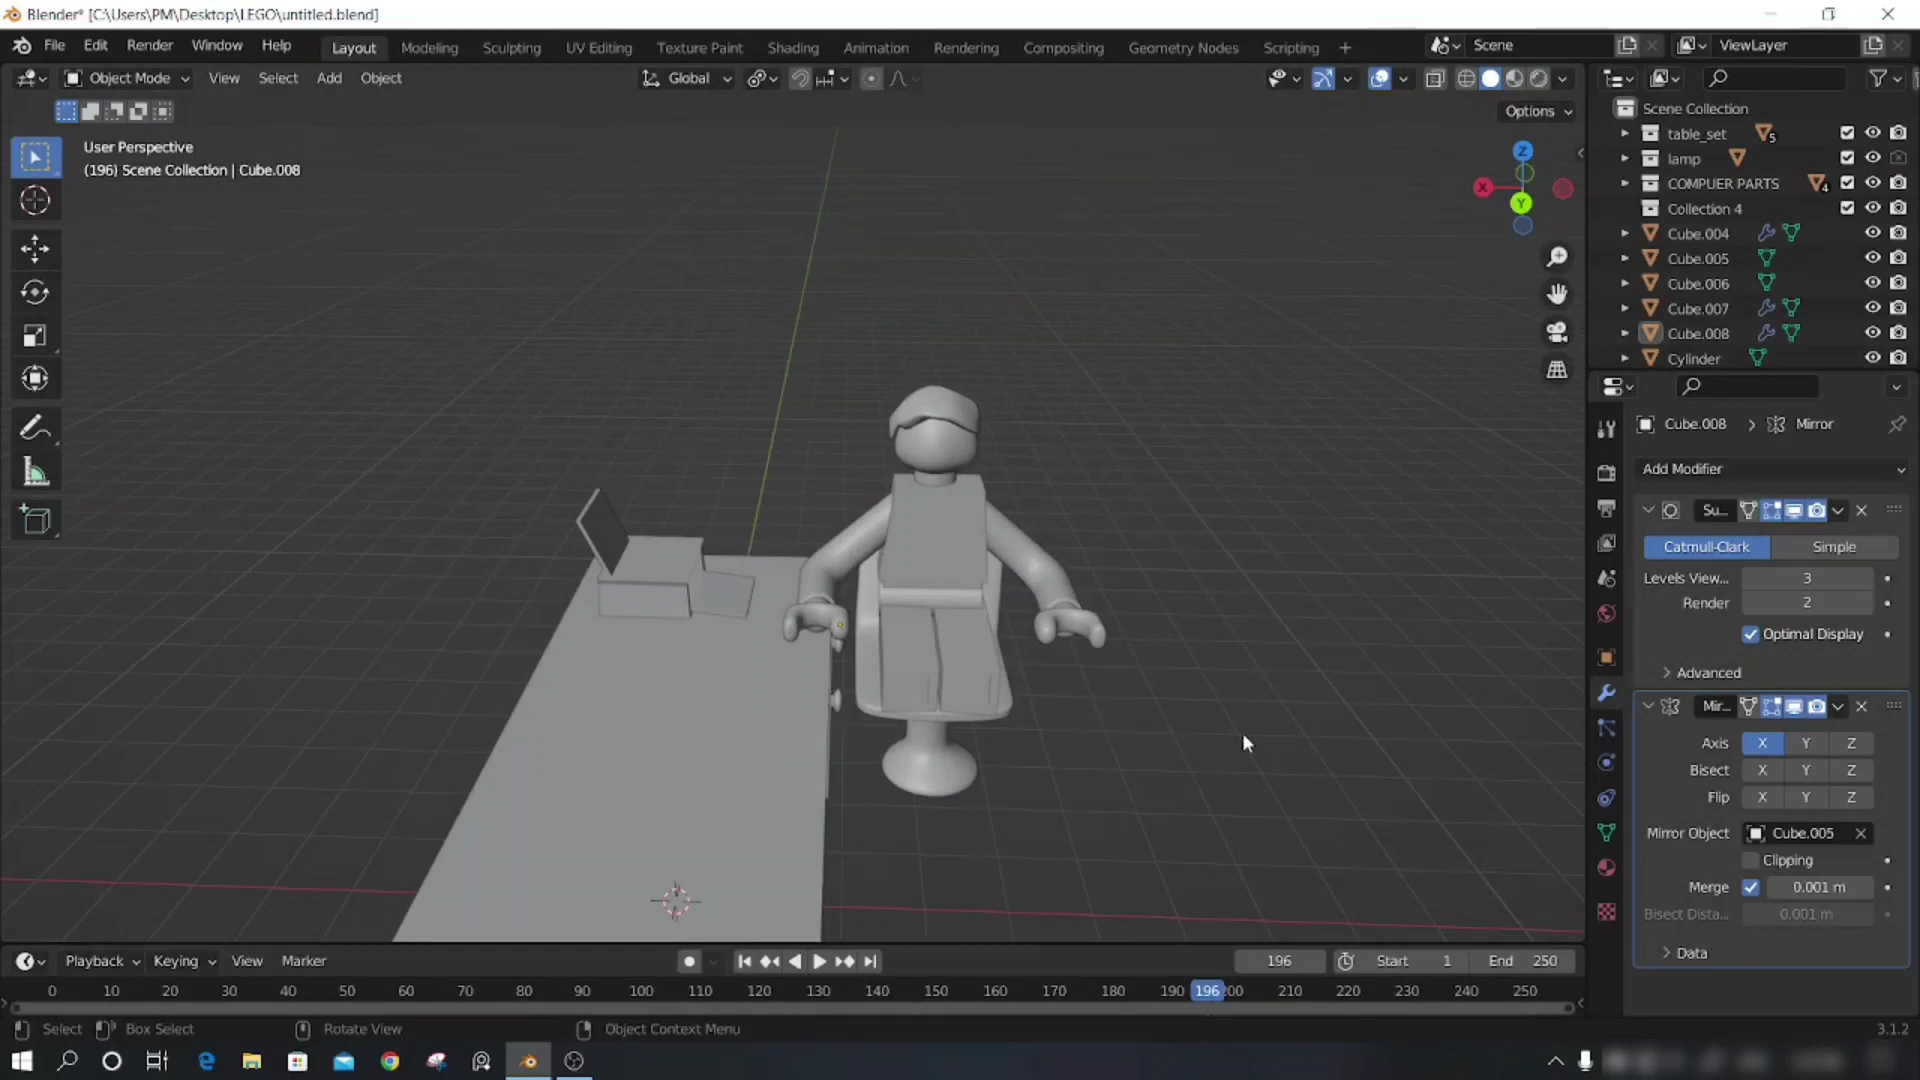 Blender* [C:\Users\PM\Desktop\LEGO\untitled.blend]
File Edit Render Window Help Layout Modeling Sculpting UV Editing Texture Paint Shading Animation Rendering Compositing Geometry Nodes Scripting + Scene ViewLayer
Object Mode View Select Add Object Global
Options
User Perspective
(196) Scene Collection | Cube.008
Z
X
Y
Scene Collection
table_set 5
lamp
COMPUER PARTS 4
Collection 4
Cube.004
Cube.005
Cube.006
Cube.007
Cube.008
Cylinder
Cube.008 > Mirror
Add Modifier
Su...
Catmull-Clark Simple
Levels View... 3
Render 2
Optimal Display
Advanced
Mir...
Axis X Y Z
Bisect X Y Z
Flip X Y Z
Mirror Object Cube.005
Clipping
Merge 0.001 m
Bisect Dista... 0.001 m
Data
Playback Keying View Marker 196 Start 1 End 250
0 10 20 30 40 50 60 70 80 90 100 110 120 130 140 150 160 170 180 190 196 200 210 220 230 240 250
Select Box Select Rotate View Object Context Menu 3.1.2